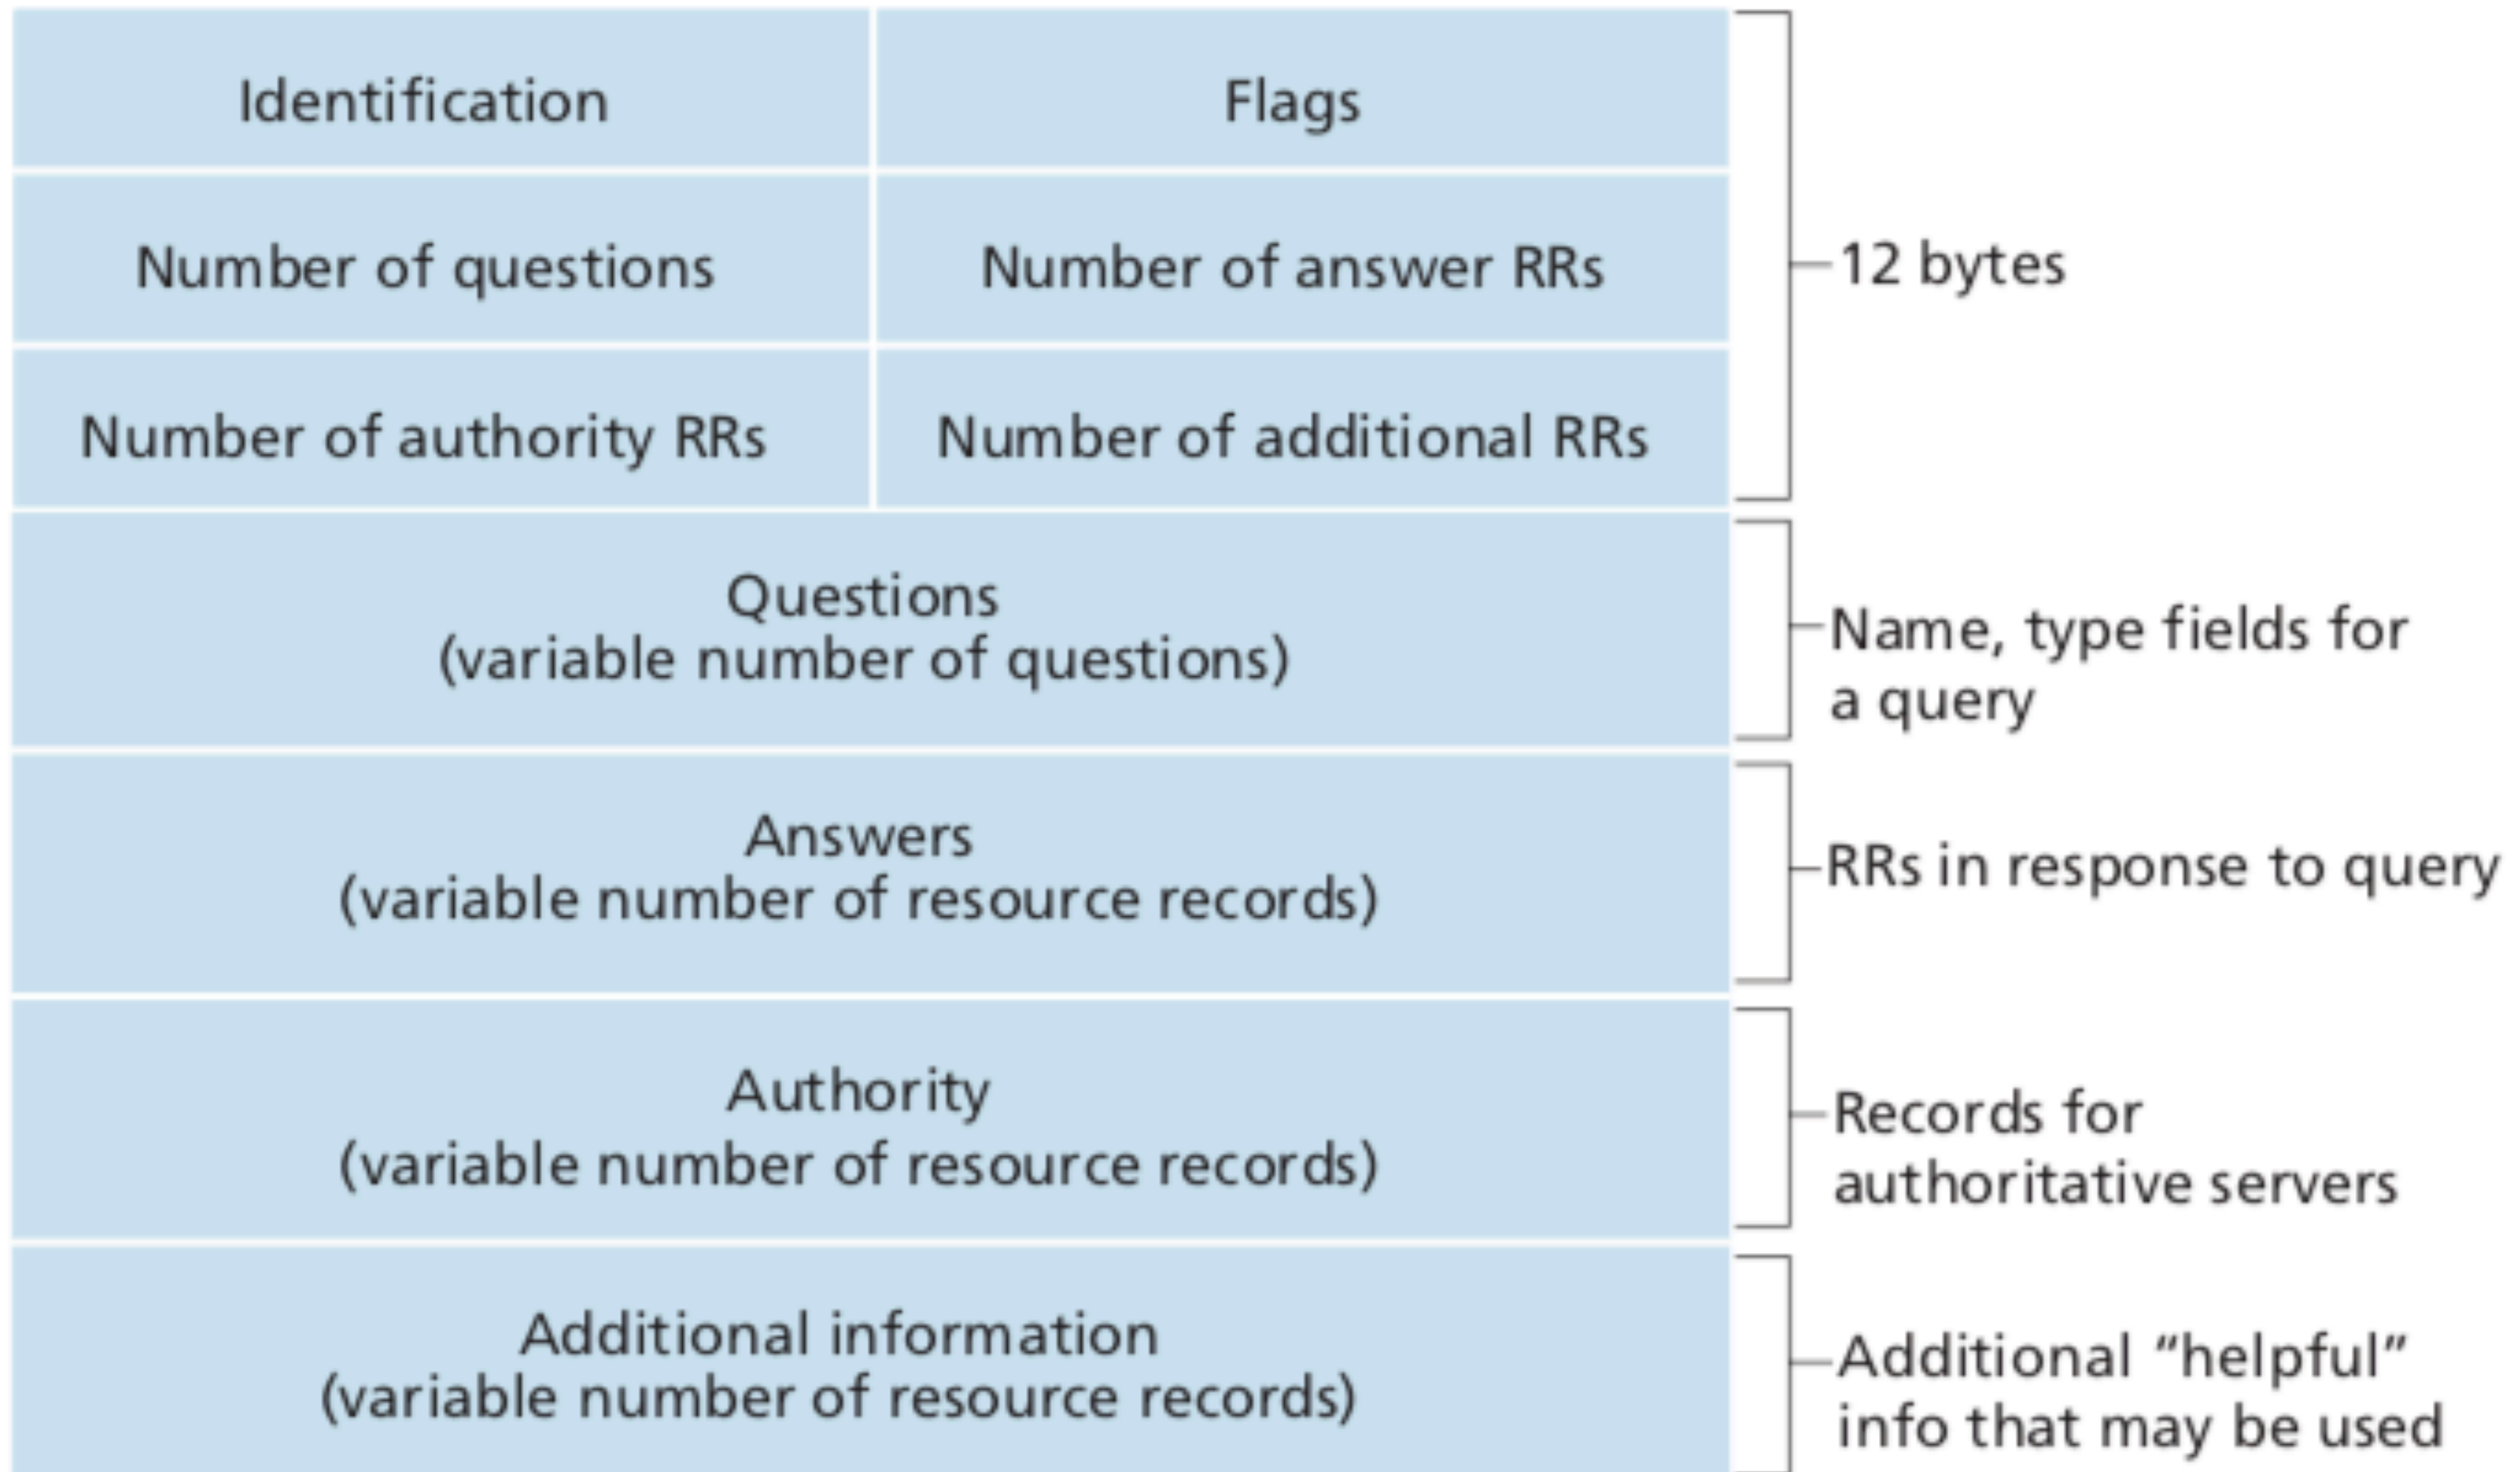 Identification
Flags
Number of questions
Number of answer RRs
12 bytes
Number of authority RRs
Number of additional RRs
Questions
(variable number of questions)
Name, type fields for
a query
Answers
(variable number of resource records)
RRs in response to query
Authority
(variable number of resource records)
Records for
authoritative servers
Additional information
(variable number of resource records)
Additional “helpful”
info that may be used